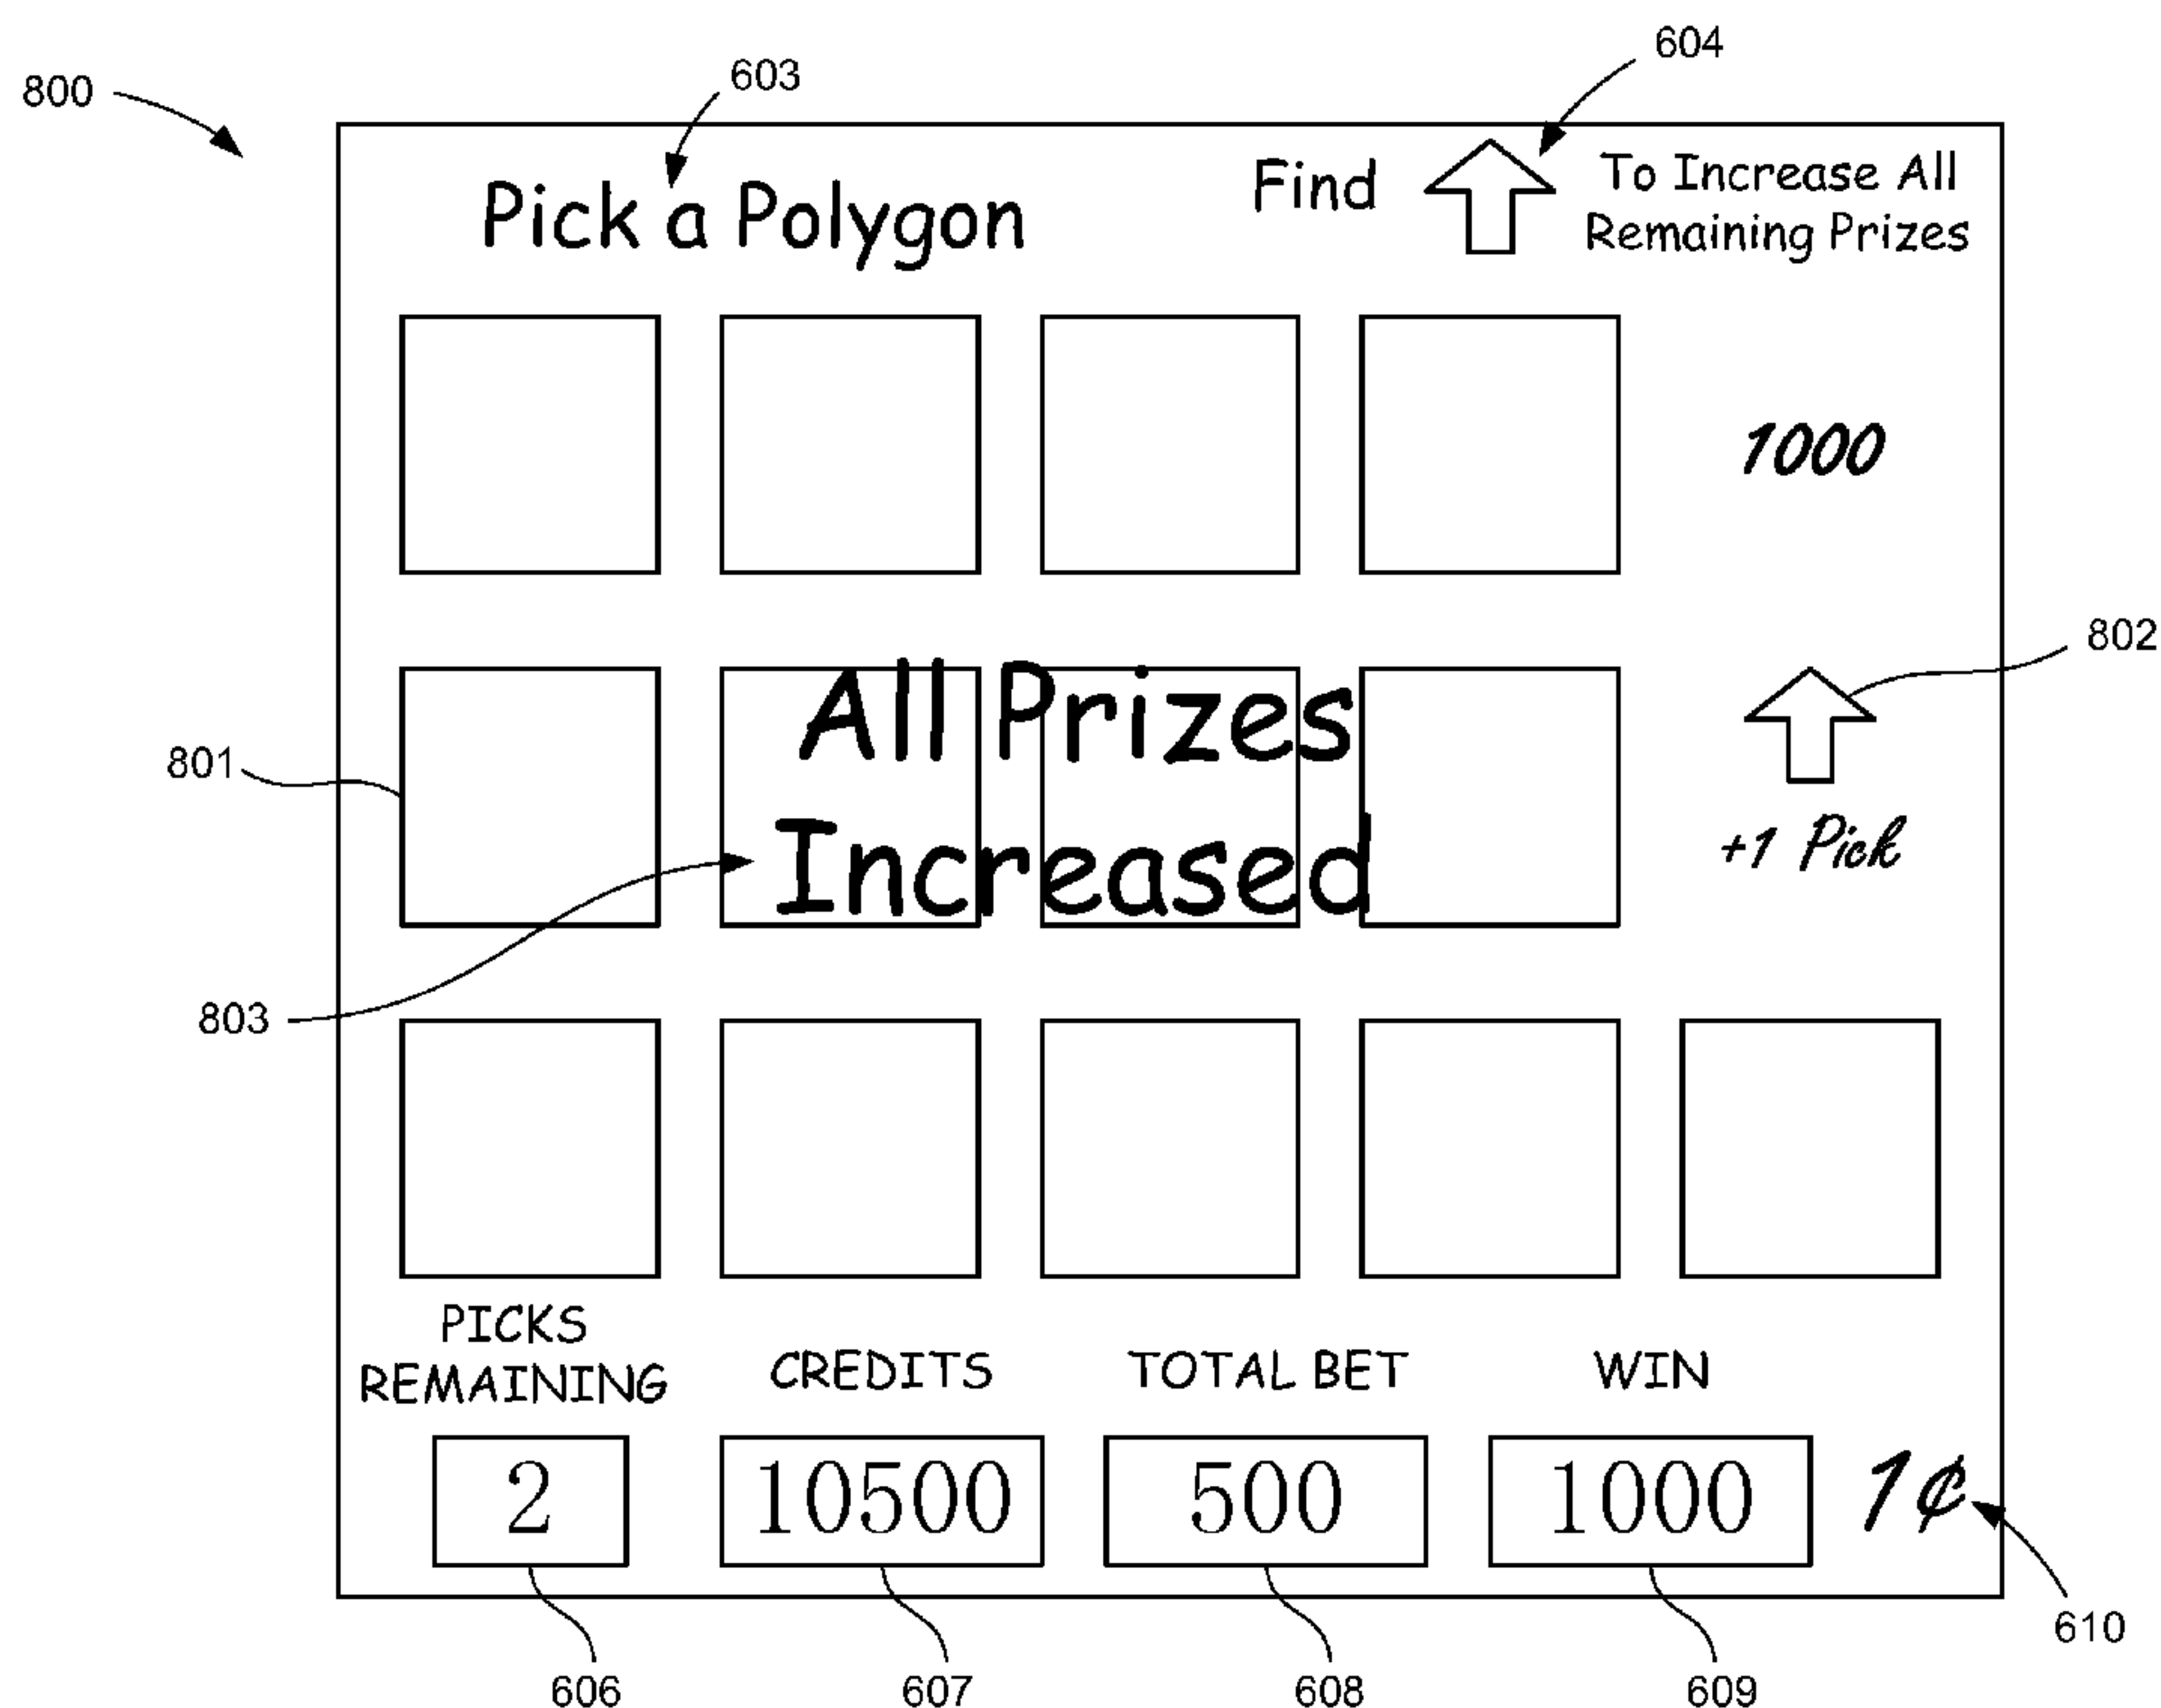 604
603
800
Pick a Polygon
Find
To Increase All
Remaining Prizes
1000
802
All Prizes
801
Increased
+1 Pick
803
PICKS
REMAINING
CREDITS
TOTAL BET
WIN
2
10500
500
1000
1¢
610
606
607
608
609